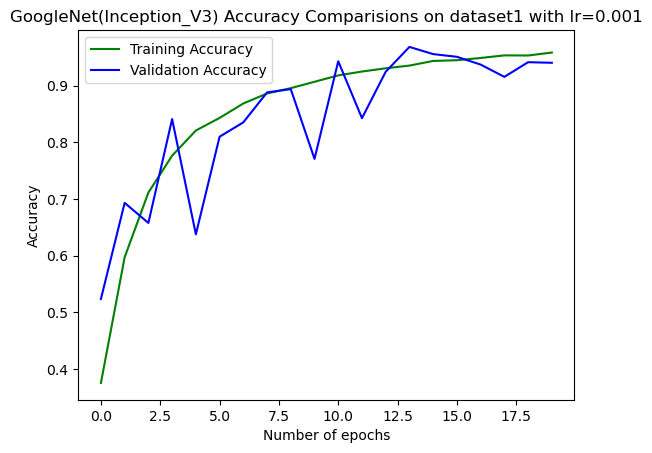 GoogleNet(Inception_V3) Accuracy Comparisions on dataset1 with lr=0.001
Training Accuracy
Validation Accuracy
Accuracy
0.9
0.8
0.7
0.6
0.5
0.4
0.0 2.5 5.0 7.5 10.0 12.5 15.0 17.5
Number of epochs